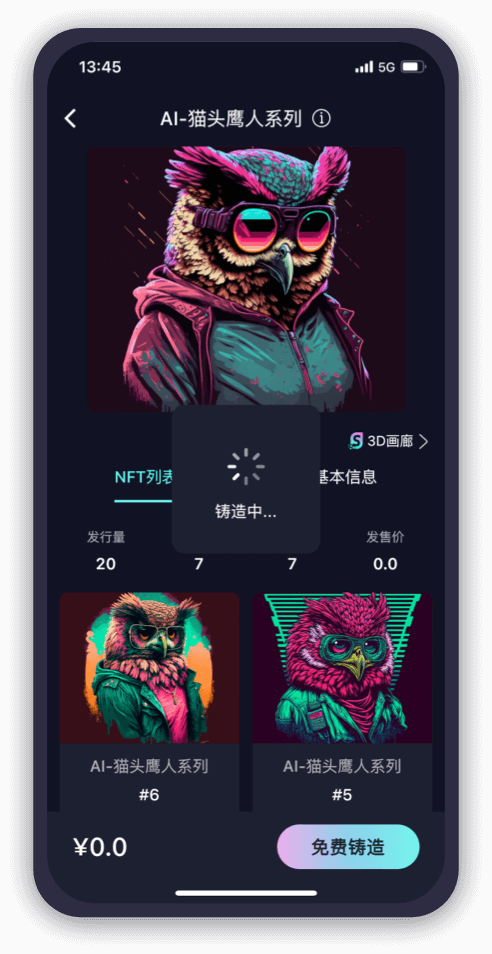 13:45
5G
AI-猫头鹰人系列
3D画廊
NFT列表
基本信息
铸造中...
发行量
发售价
20
7
7
0.0
AI-猫头鹰人系列
AI-猫头鹰人系列
#6
#5
¥0.0
免费铸造